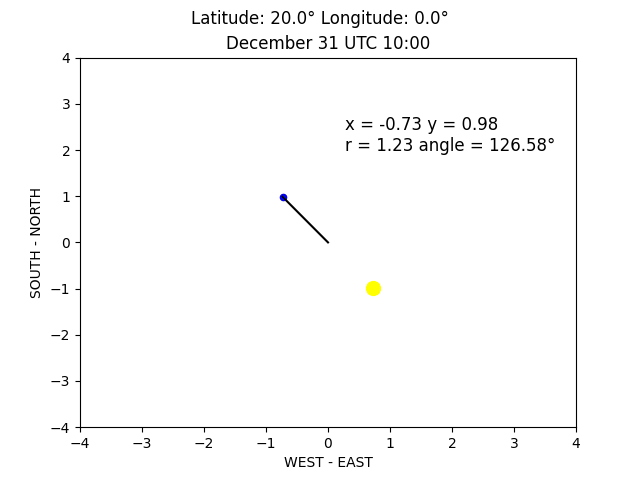 Latitude: 20.0° Longitude: 0.0°
December 31 UTC 10:00
x = -0.73 y = 0.98
r = 1.23 angle = 126.58°
SOUTH - NORTH
4
3
2
1
0
−1
−2
−3
−4
−4 −3 −2 −1 0 1 2 3 4
WEST - EAST